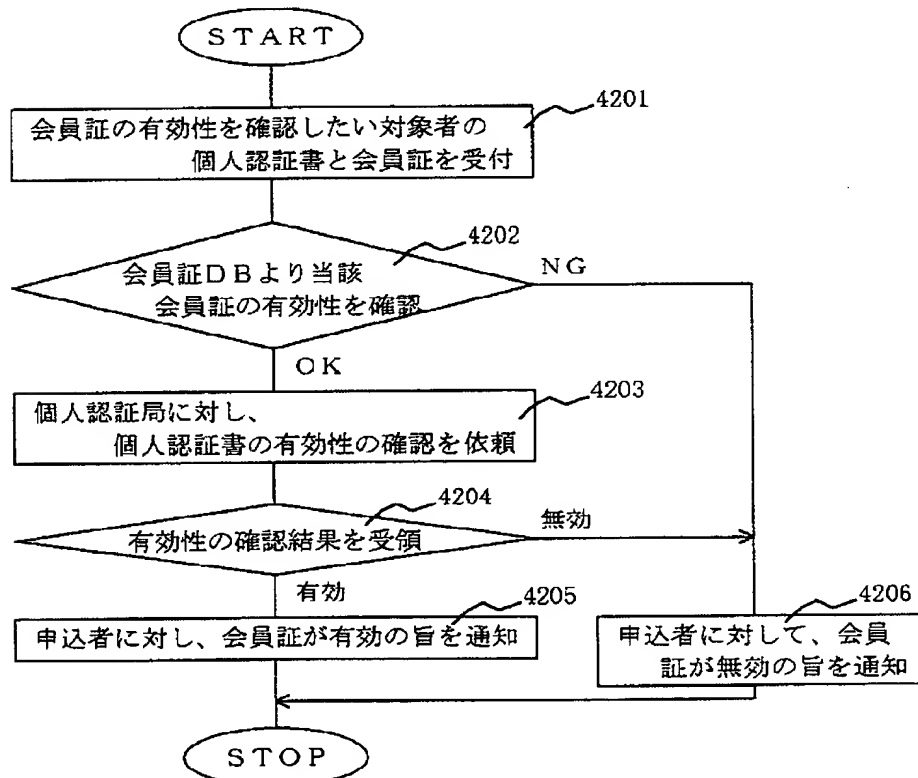 START
4201
会員証の有効性を確認したい対象者の
個人認証書と会員証を受付
4202
会員証DBより当該
会員証の有効性を確認
NG
OK
4203
個人認証局に対し、
個人認証書の有効性の確認を依頼
4204
有効性の確認結果を受領
無効
有効
4205
申込者に対し、会員証が有効の旨を通知
4206
申込者に対して、会員
証が無効の旨を通知
STOP